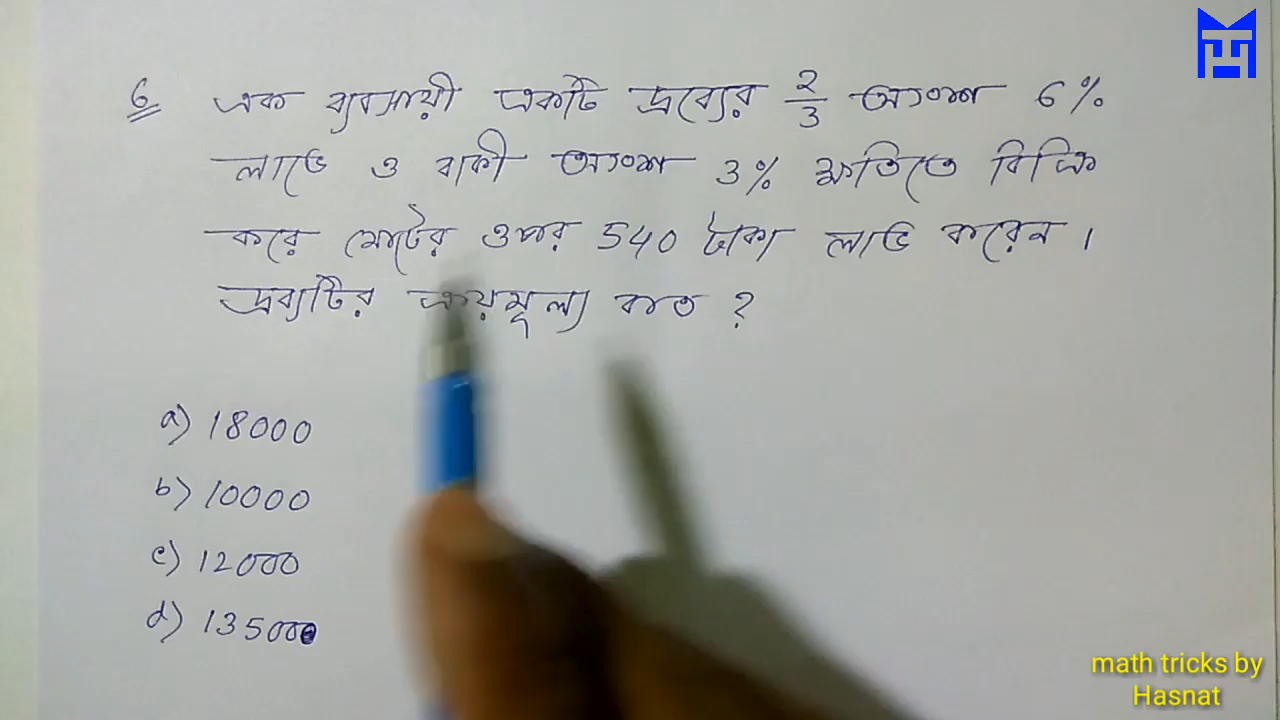 6 এক ব্যবসায়ী একটি দ্রব্যের 2/3 অংশ 6%
লাভে ও বাকী অংশ 3% ক্ষতিতে বিক্রি
করে মোটের ওপর 540 টাকা লাভ করেন।
দ্রব্যটির ক্রয়মূল্য কত ?
a) 18000
b) 10000
c) 12000
d) 13500
math tricks by
Hasnat